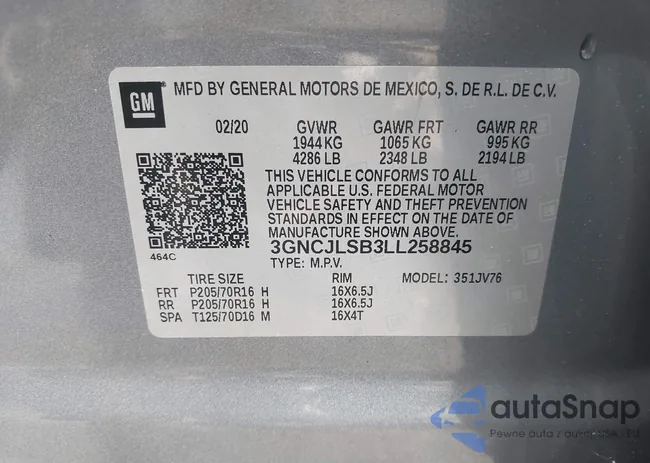 GM
MFD BY GENERAL MOTORS DE MEXICO, S. DE R.L. DE C.V.
02/20 GVWR GAWR FRT GAWR RR
1944 KG 1065 KG 995 KG
4286 LB 2348 LB 2194 LB
THIS VEHICLE CONFORMS TO ALL
APPLICABLE U.S. FEDERAL MOTOR
VEHICLE SAFETY AND THEFT PREVENTION
STANDARDS IN EFFECT ON THE DATE OF
MANUFACTURE SHOWN ABOVE.
464C
3GNCJLSB3LL258845
TYPE: M.P.V.
TIRE SIZE RIM MODEL: 351JV76
FRT P205/70R16 H 16X6.5J
RR P205/70R16 H 16X6.5J
SPA T125/70D16 M 16X4T
autoSnap
Pewne auta z